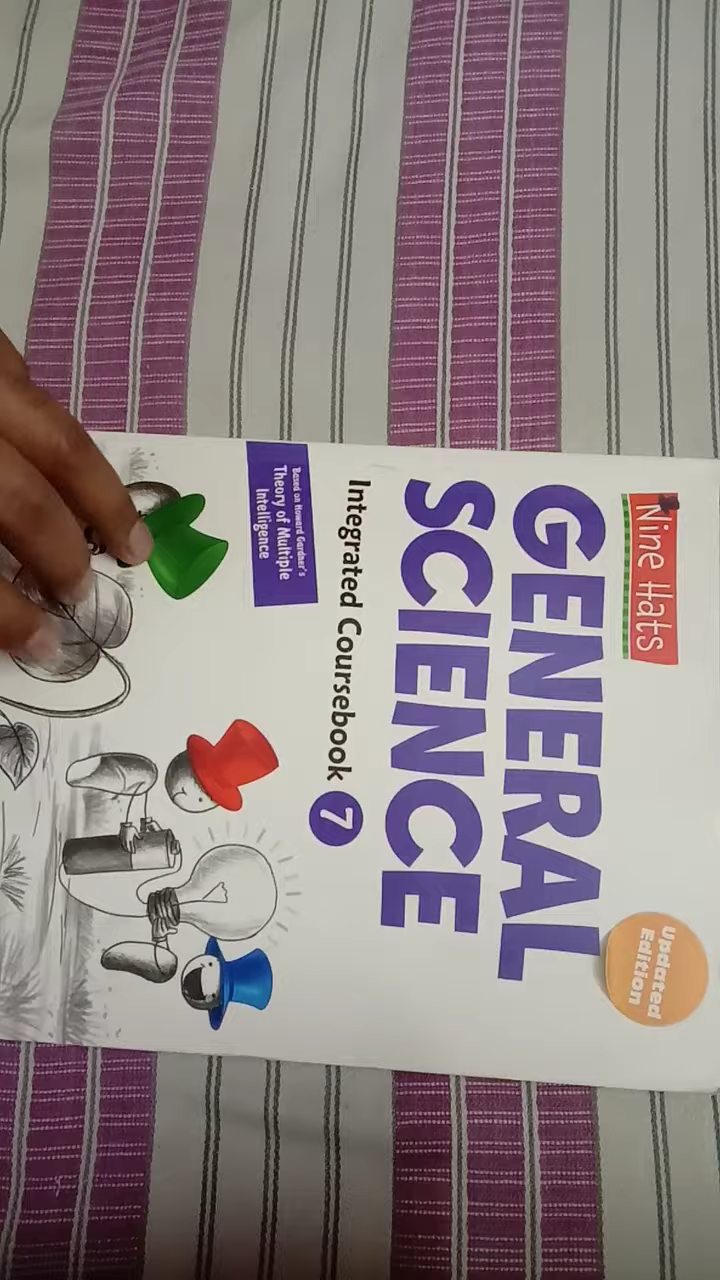 Nine Hats
GENERAL
SCIENCE
Updated
Edition
Integrated Coursebook 7
Based on Howard Gardner's
Theory of Multiple
Intelligence